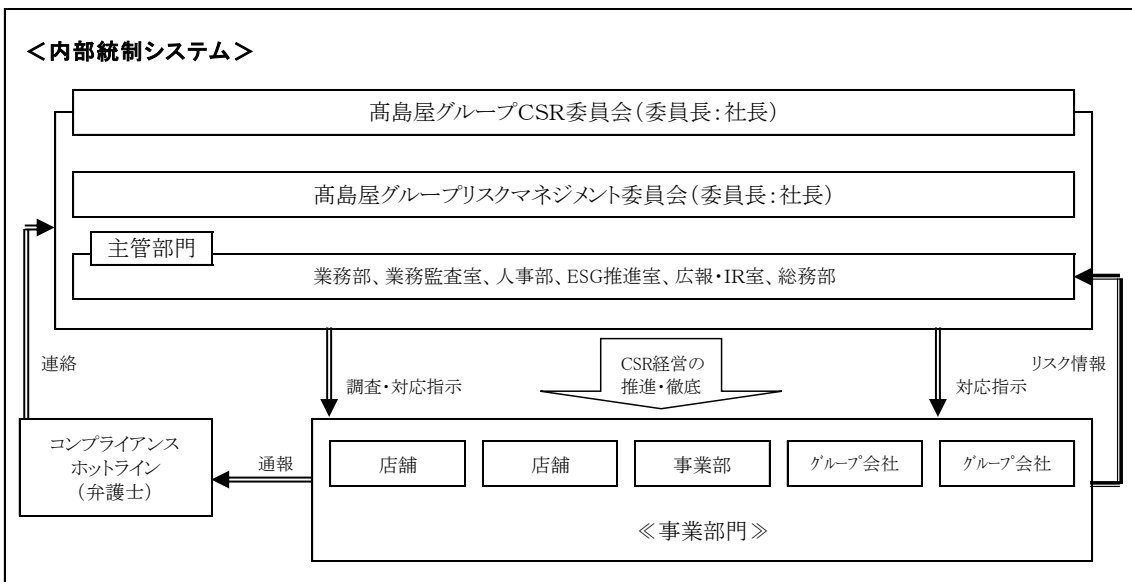 ＜内部統制システム＞
髙島屋グループCSR委員会（委員長：社長）
髙島屋グループリスクマネジメント委員会（委員長：社長）
主管部門
業務部、業務監査室、人事部、ESG推進室、広報・IR室、総務部
連絡
調査・対応指示
CSR経営の
推進・徹底
対応指示
リスク情報
コンプライアンス
ホットライン
（弁護士）
通報
店舗
店舗
事業部
グループ会社
グループ会社
≪事業部門≫